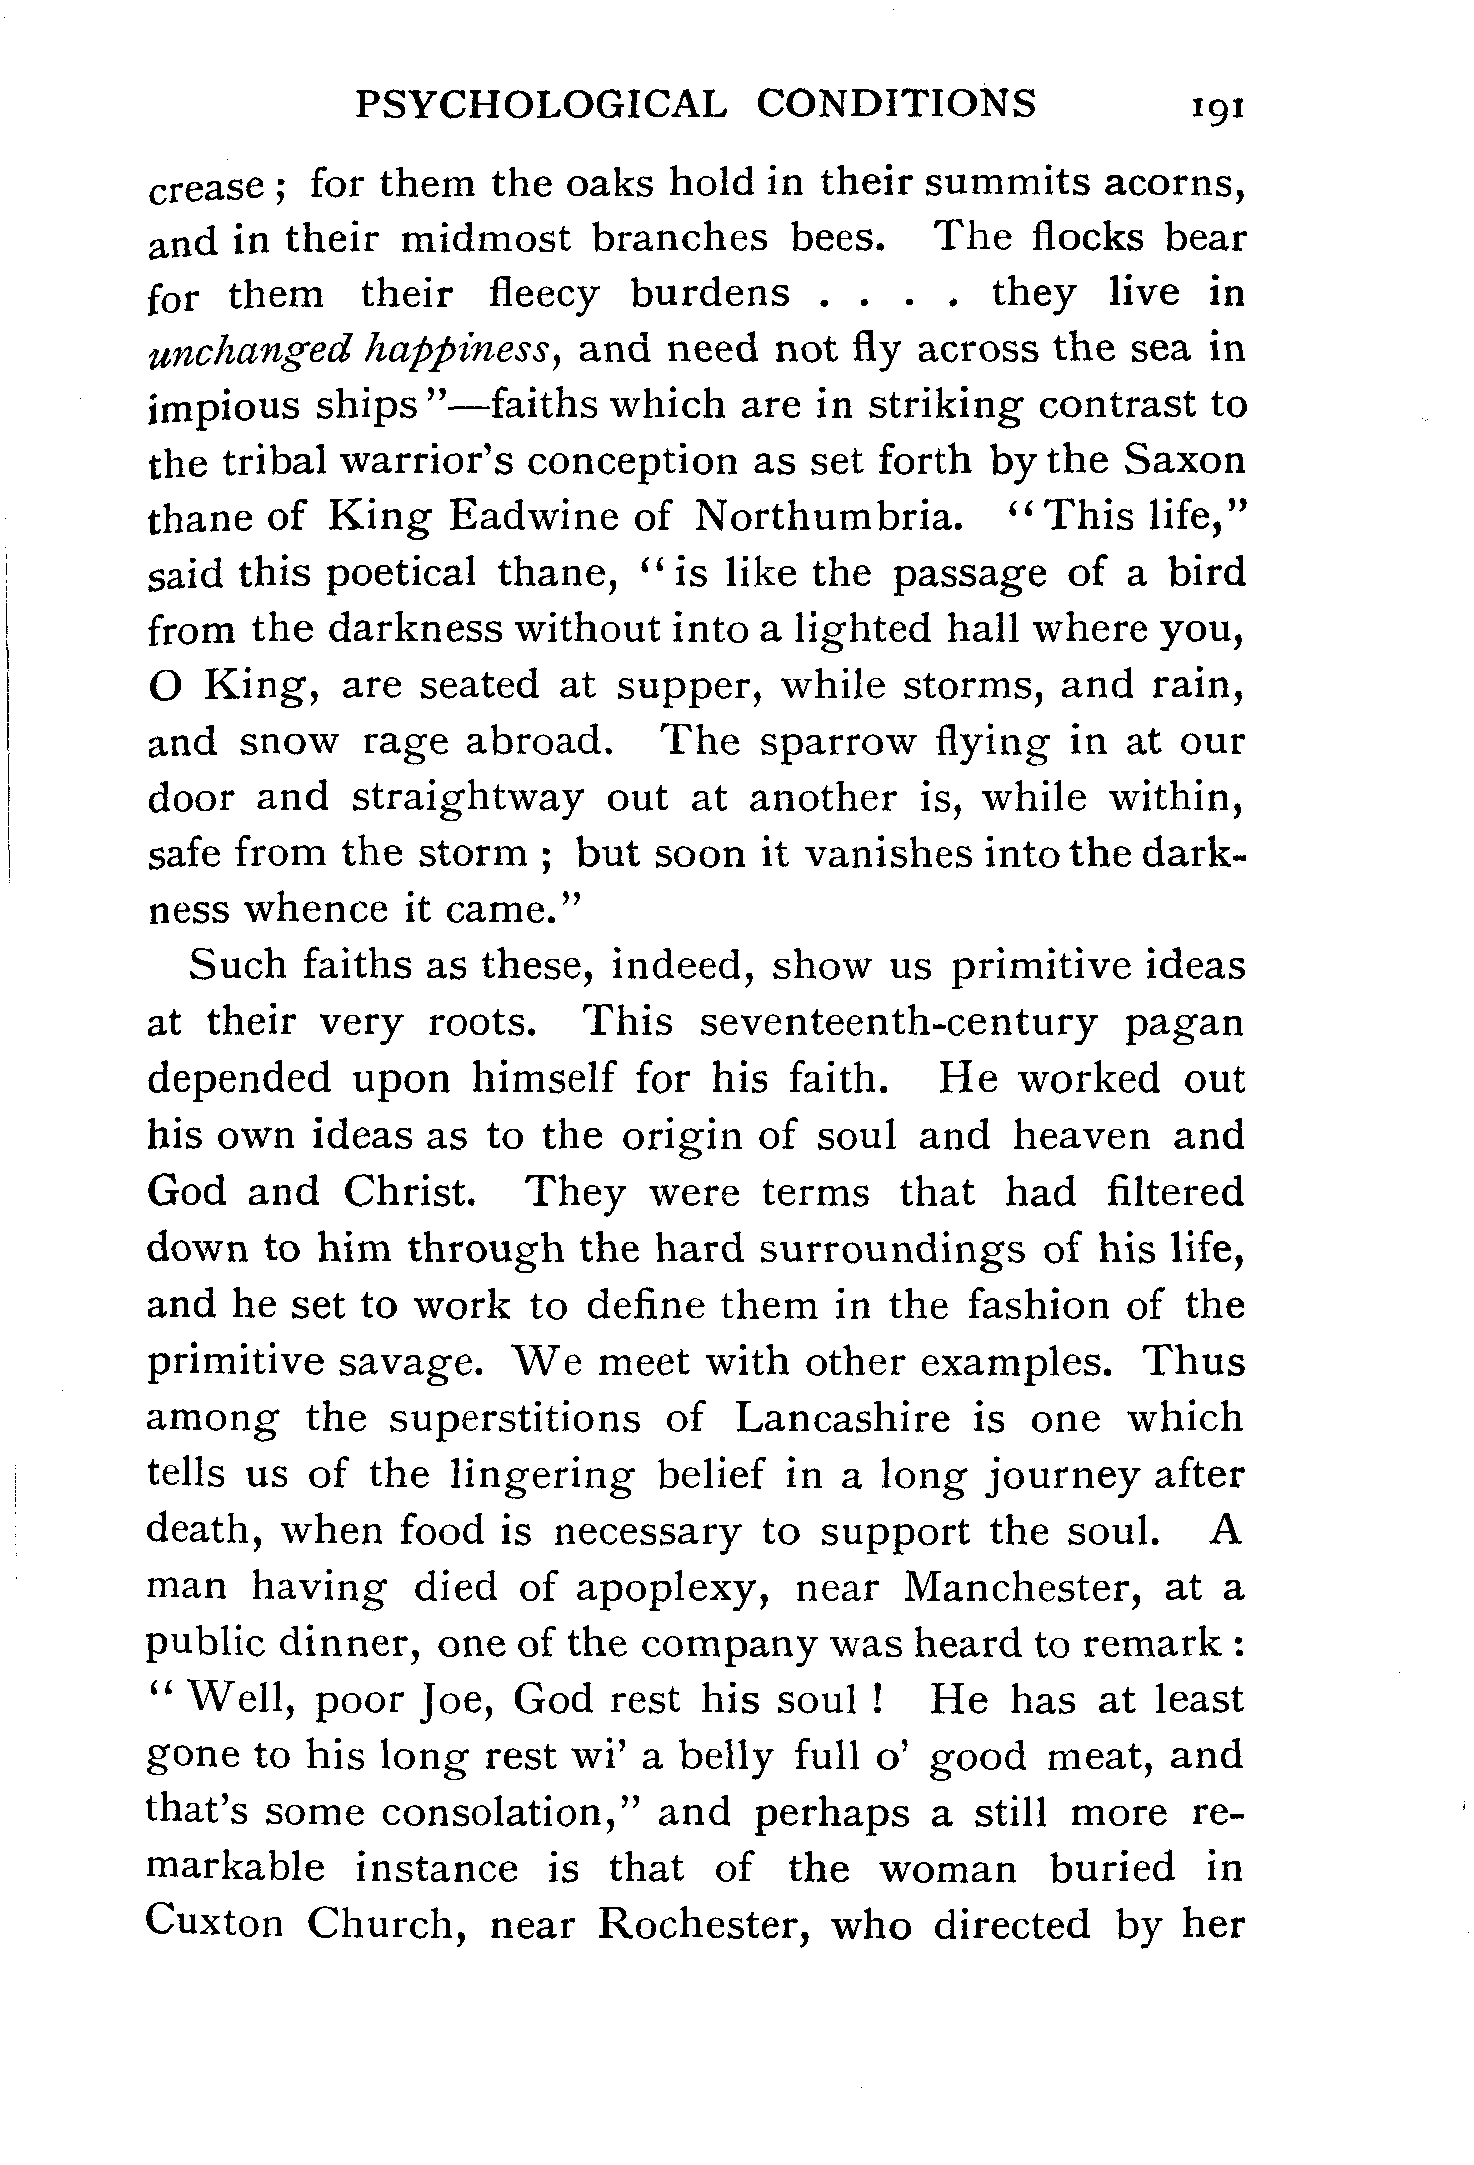 PSYCHOLOGICAL CONDITIONS 191
crease ; for them the oaks hold in their summits acorns,
and in their midmost branches bees. The flocks bear
for them their fleecy burdens . . . . they live in
unchanged happiness, and need not fly across the sea in
impious ships”—faiths which are in striking contrast to
the tribal warrior’s conception as set forth by the Saxon
thane of King Eadwine of Northumbria. “ This life,”
said this poetical thane, “ is like the passage of a bird
from the darkness without into a lighted hall where you,
O King, are seated at supper, while storms, and rain,
and snow rage abroad. The sparrow flying in at our
door and straightway out at another is, while within,
safe from the storm ; but soon it vanishes into the dark-
ness whence it came.”
Such faiths as these, indeed, show us primitive ideas
at their very roots. This seventeenth-century pagan
depended upon himself for his faith. He worked out
his own ideas as to the origin of soul and heaven and
God and Christ. They were terms that had filtered
down to him through the hard surroundings of his life,
and he set to work to define them in the fashion of the
primitive savage. We meet with other examples. Thus
among the superstitions of Lancashire is one which
tells us of the lingering belief in a long journey after
death, when food is necessary to support the soul. A
man having died of apoplexy, near Manchester, at a
public dinner, one of the company was heard to remark :
“ Well, poor Joe, God rest his soul ! He has at least
gone to his long rest wi’ a belly full o’ good meat, and
that’s some consolation,” and perhaps a still more re-
markable instance is that of the woman buried in
Cuxton Church, near Rochester, who directed by her